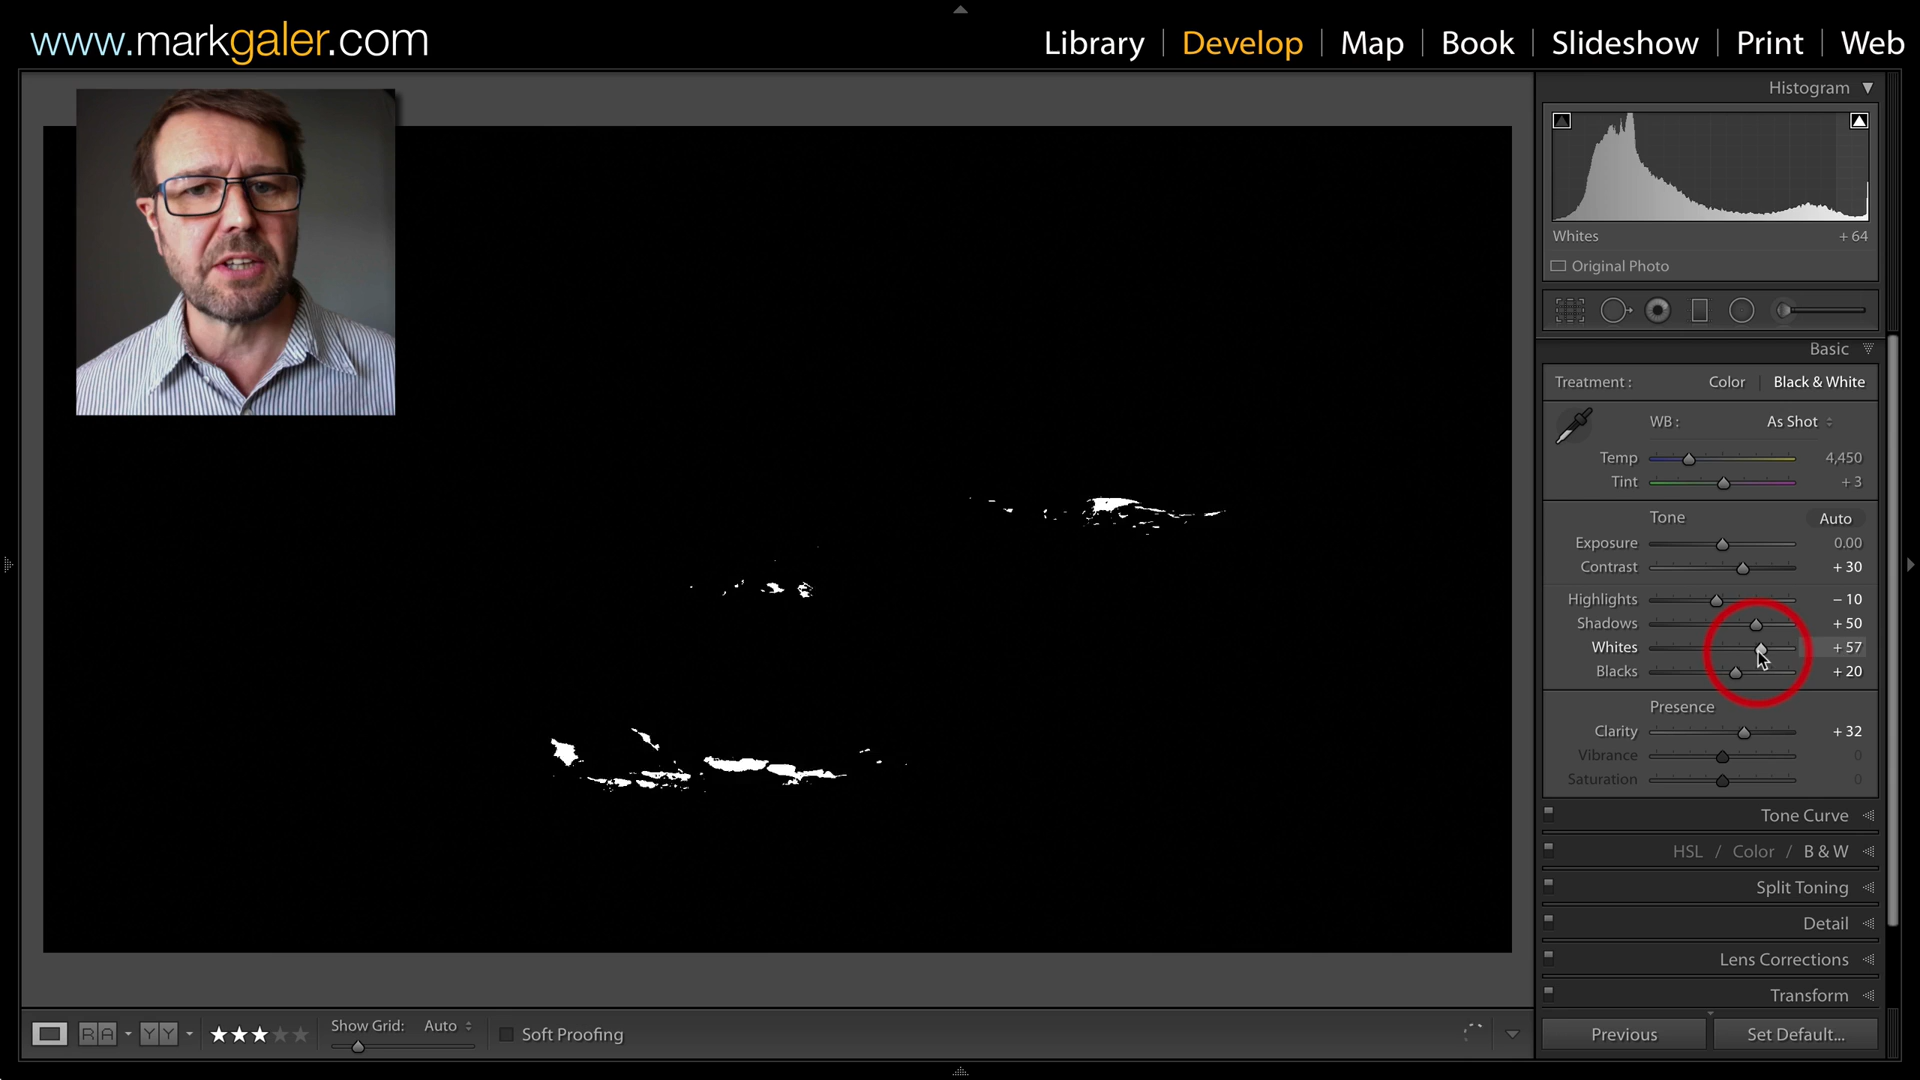 www.markgaler.com
Library | Develop | Map | Book | Slideshow | Print | Web
Histogram
Whites + 64
Original Photo
Basic
Treatment : Color | Black & White
WB : As Shot
Temp 4,450
Tint + 3
Tone Auto
Exposure 0.00
Contrast + 30
Highlights − 10
Shadows + 50
Whites + 57
Blacks + 20
Presence
Clarity + 32
Vibrance 0
Saturation 0
Tone Curve
HSL / Color / B & W
Split Toning
Detail
Lens Corrections
Transform
R A Y Y Show Grid: Auto Soft Proofing
Previous Set Default...